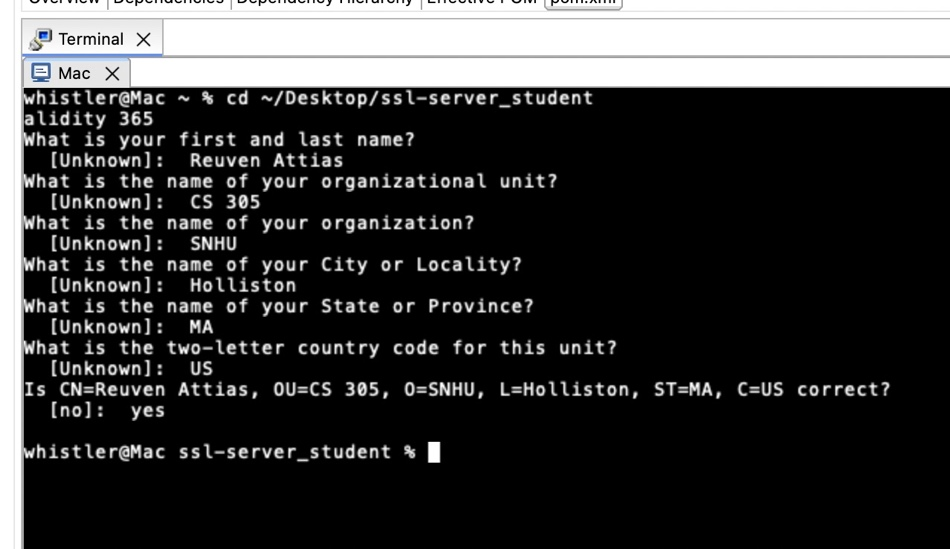 Overview Dependencies Dependency Hierarchy Effective POM pom.xml
Terminal
Mac
whistler@Mac ~ % cd ~/Desktop/ssl-server_student
alidity 365
What is your first and last name?
[Unknown]: Reuven Attias
What is the name of your organizational unit?
[Unknown]: CS 305
What is the name of your organization?
[Unknown]: SNHU
What is the name of your City or Locality?
[Unknown]: Holliston
What is the name of your State or Province?
[Unknown]: MA
What is the two-letter country code for this unit?
[Unknown]: US
Is CN=Reuven Attias, OU=CS 305, O=SNHU, L=Holliston, ST=MA, C=US correct?
[no]: yes
whistler@Mac ssl-server_student %